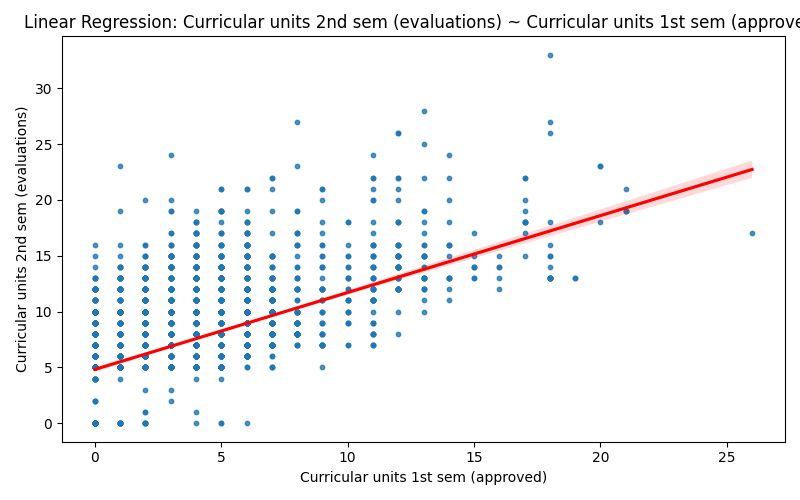 Linear Regression: Curricular units 2nd sem (evaluations) ~ Curricular units 1st sem (approve
30
25
20
15
10
5
0
Curricular units 2nd sem (evaluations)
0 5 10 15 20 25
Curricular units 1st sem (approved)